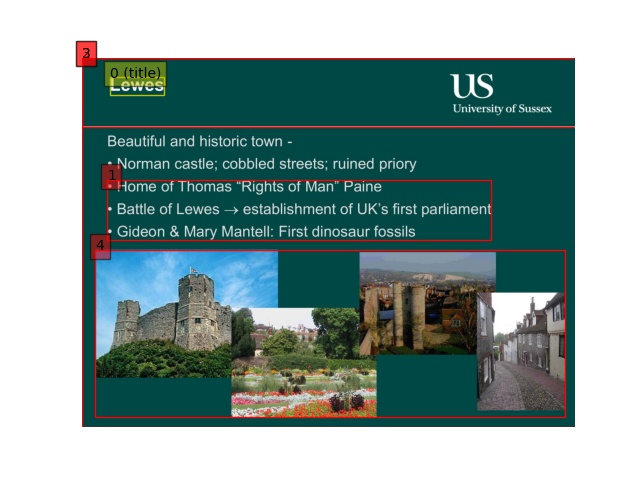 3
0 (title)
Lewes
US
University of Sussex
Beautiful and historic town -
• Norman castle; cobbled streets; ruined priory
1
• Home of Thomas “Rights of Man” Paine
• Battle of Lewes → establishment of UK’s first parliament
• Gideon & Mary Mantell: First dinosaur fossils
4